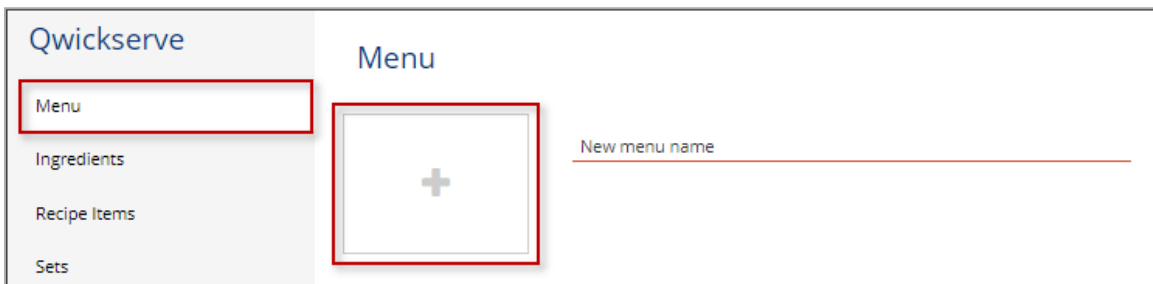 Qwickserve
Menu
Ingredients
Recipe Items
Sets
Menu
New menu name